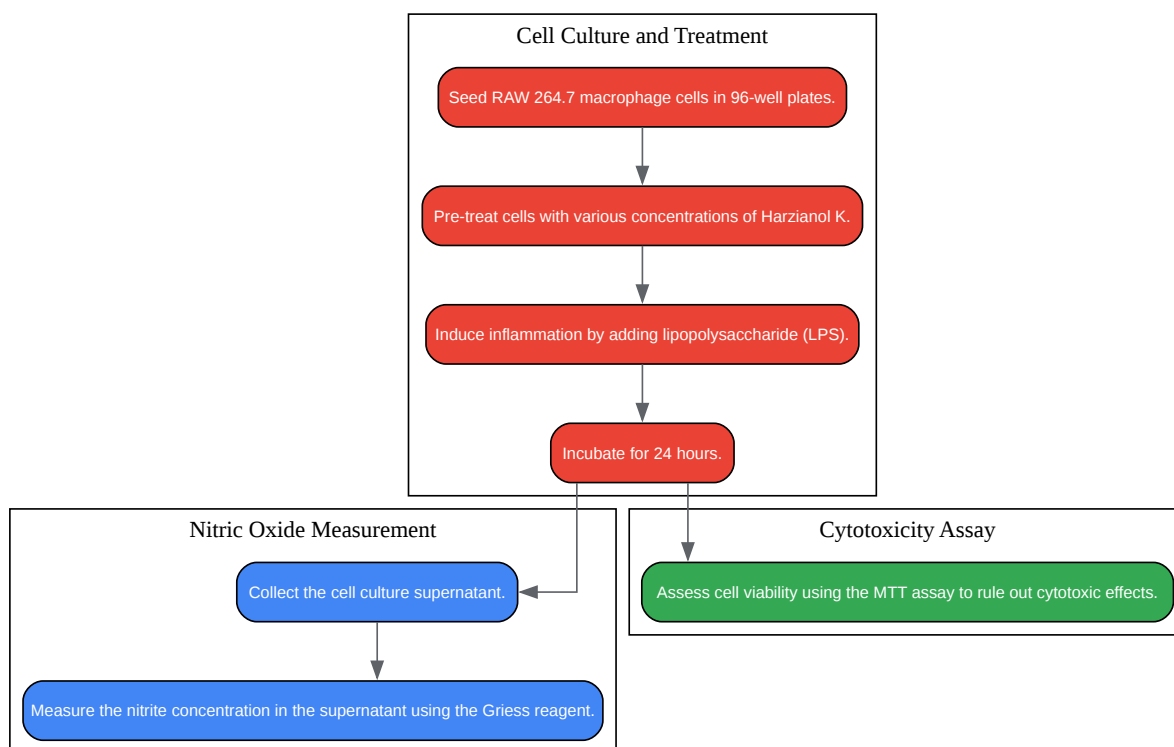 Cell Culture and Treatment
Seed RAW 264.7 macrophage cells in 96-well plates.
Pre-treat cells with various concentrations of Harzianol K.
Induce inflammation by adding lipopolysaccharide (LPS).
Incubate for 24 hours.
Nitric Oxide Measurement
Collect the cell culture supernatant.
Measure the nitrite concentration in the supernatant using the Griess reagent.
Cytotoxicity Assay
Assess cell viability using the MTT assay to rule out cytotoxic effects.